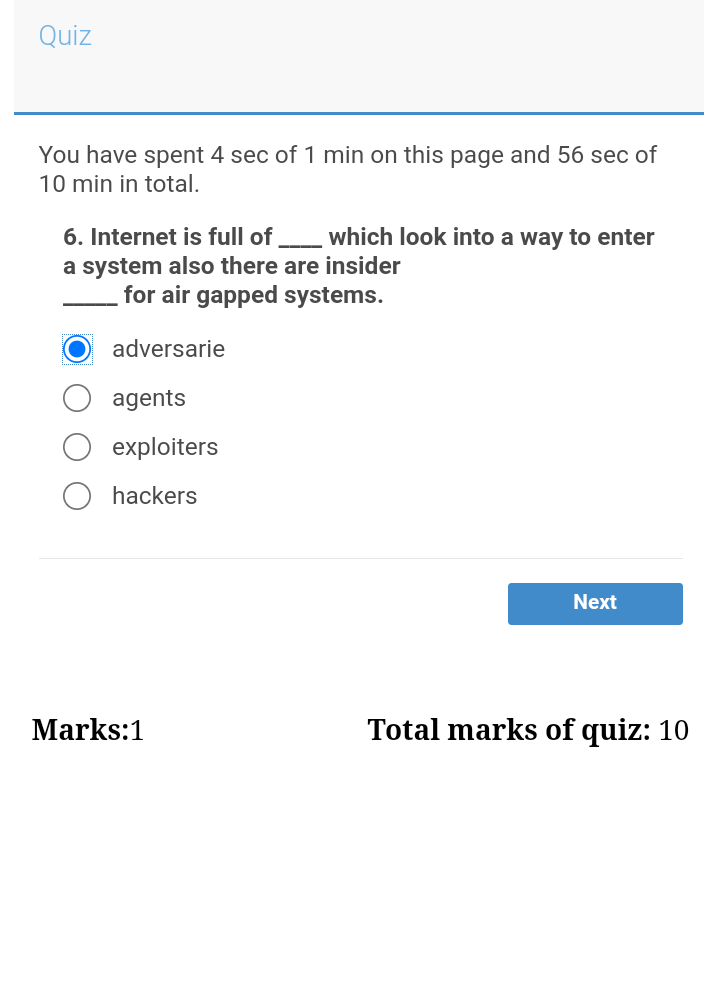 Quiz
You have spent 4 sec of 1 min on this page and 56 sec of
10 min in total.
6. Internet is full of ____ which look into a way to enter
a system also there are insider
_____ for air gapped systems.
adversarie
agents
exploiters
hackers
Next
Marks:1 Total marks of quiz: 10